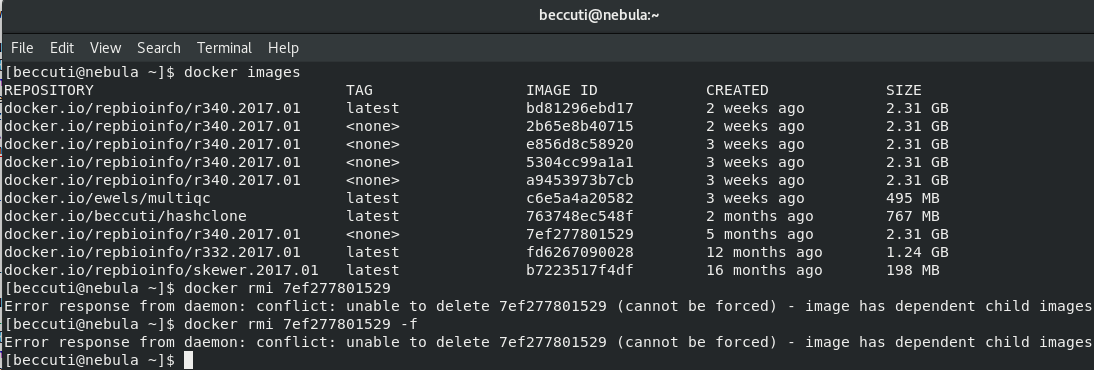 beccuti@nebula:~
File Edit View Search Terminal Help
[beccuti@nebula ~]$ docker images
REPOSITORY TAG IMAGE ID CREATED SIZE
docker.io/repbioinfo/r340.2017.01 latest bd81296ebd17 2 weeks ago 2.31 GB
docker.io/repbioinfo/r340.2017.01 <none> 2b65e8b40715 2 weeks ago 2.31 GB
docker.io/repbioinfo/r340.2017.01 <none> e856d8c58920 3 weeks ago 2.31 GB
docker.io/repbioinfo/r340.2017.01 <none> 5304cc99a1a1 3 weeks ago 2.31 GB
docker.io/repbioinfo/r340.2017.01 <none> a9453973b7cb 3 weeks ago 2.31 GB
docker.io/ewels/multiqc latest c6e5a4a20582 3 weeks ago 495 MB
docker.io/beccuti/hashclone latest 763748ec548f 2 months ago 767 MB
docker.io/repbioinfo/r340.2017.01 <none> 7ef277801529 5 months ago 2.31 GB
docker.io/repbioinfo/r332.2017.01 latest fd6267090028 12 months ago 1.24 GB
docker.io/repbioinfo/skewer.2017.01 latest b7223517f4df 16 months ago 198 MB
[beccuti@nebula ~]$ docker rmi 7ef277801529
Error response from daemon: conflict: unable to delete 7ef277801529 (cannot be forced) - image has dependent child images
[beccuti@nebula ~]$ docker rmi 7ef277801529 -f
Error response from daemon: conflict: unable to delete 7ef277801529 (cannot be forced) - image has dependent child images
[beccuti@nebula ~]$